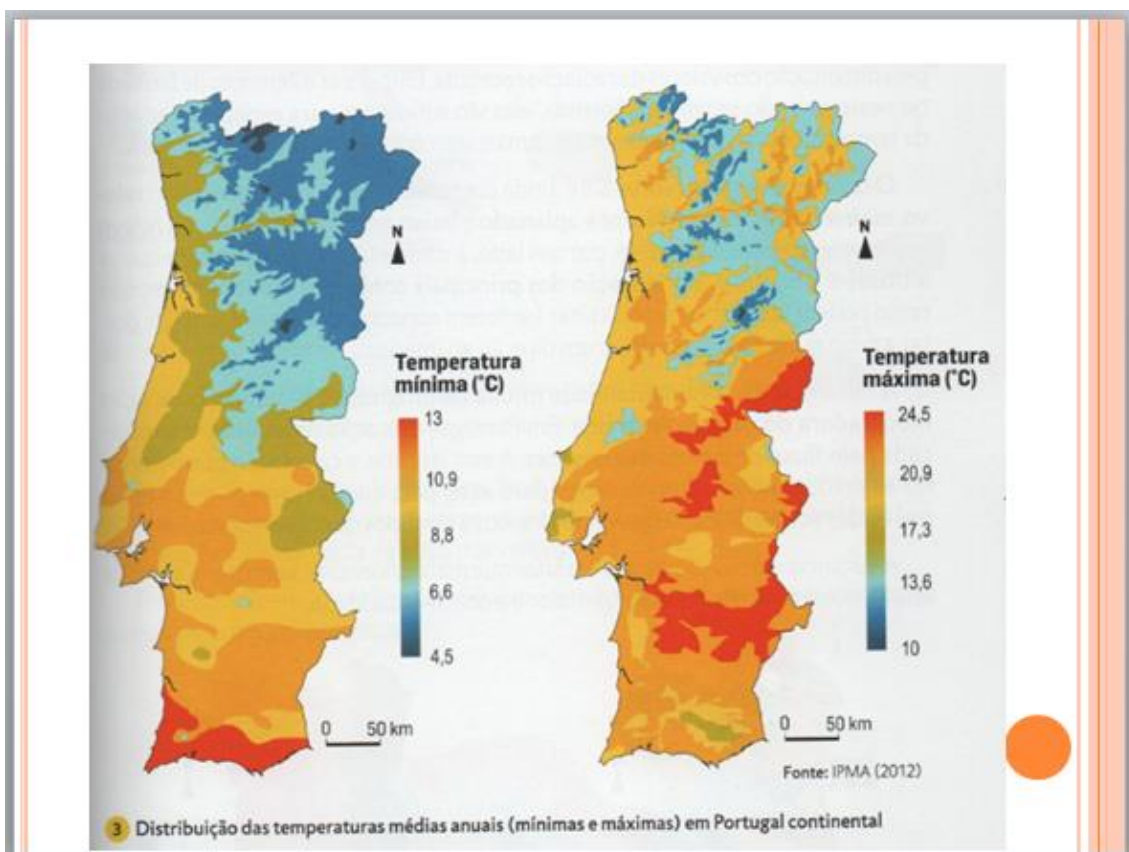 N
Temperatura
mínima (°C)
13
10,9
8,8
6,6
4,5
0 50 km
N
Temperatura
máxima (°C)
24,5
20,9
17,3
13,6
10
0 50 km
Fonte: IPMA (2012)
3 Distribuição das temperaturas médias anuais (mínimas e máximas) em Portugal continental